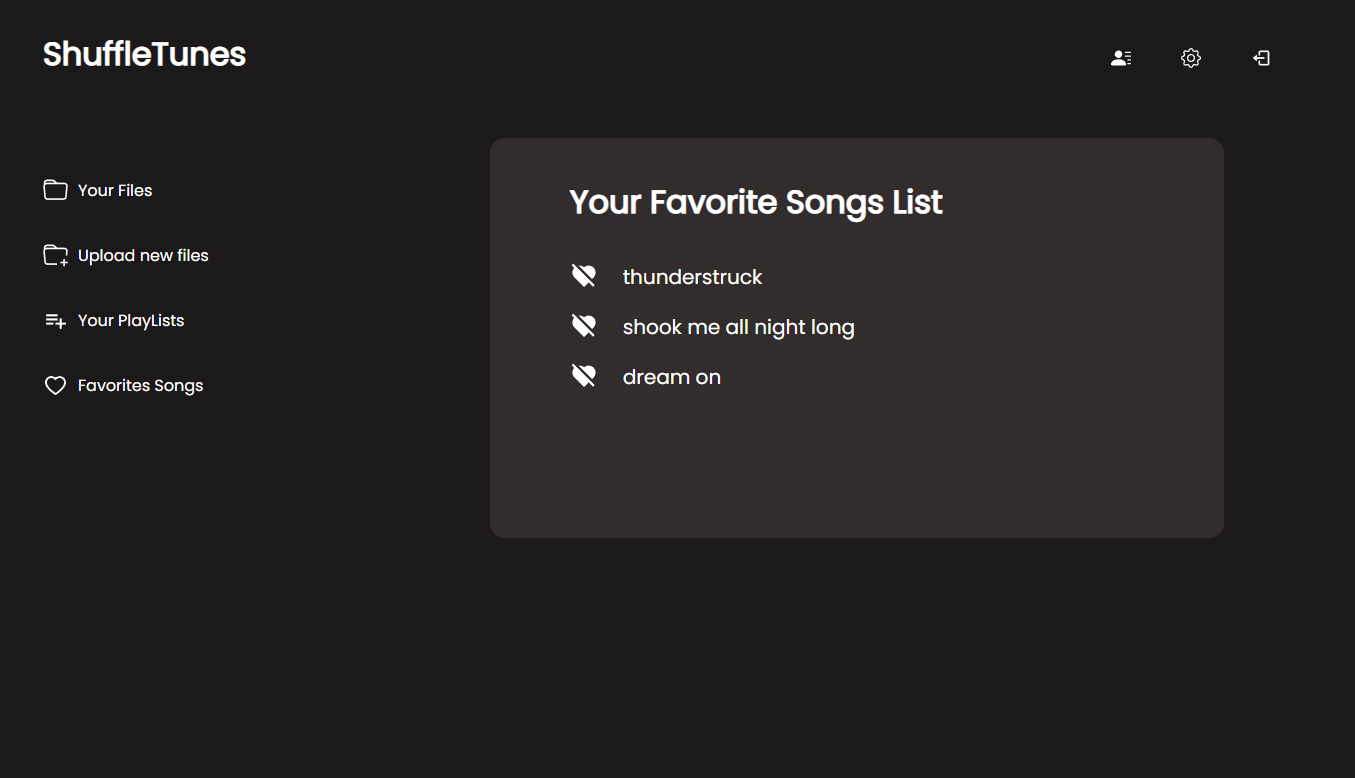 ShuffleTunes
Your Files
Upload new files
Your PlayLists
Favorites Songs
Your Favorite Songs List
thunderstruck
shook me all night long
dream on